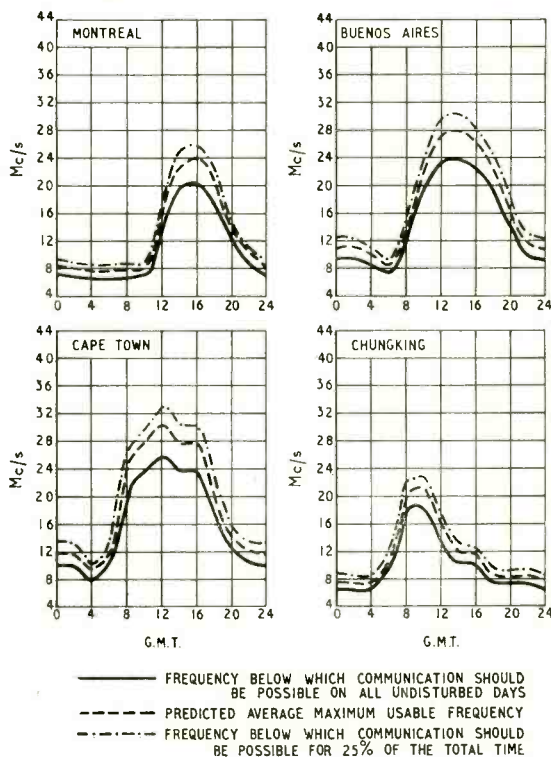 MONTREAL
44
40
36
32
28
24
20
16
12
8
4
Mc/s
0 4 8 12 16 20 24
BUENOS AIRES
44
40
36
32
28
24
20
16
12
8
4
Mc/s
0 4 8 12 16 20 24
CAPE TOWN
44
40
36
32
28
24
20
16
12
8
4
Mc/s
0 4 8 12 16 20 24
G.M.T.
CHUNGKING
44
40
36
32
28
24
20
16
12
8
4
Mc/s
0 4 8 12 16 20 24
G.M.T.
FREQUENCY BELOW WHICH COMMUNICATION SHOULD
BE POSSIBLE ON ALL UNDISTURBED DAYS
PREDICTED AVERAGE MAXIMUM USABLE FREQUENCY
FREQUENCY BELOW WHICH COMMUNICATION SHOULD
BE POSSIBLE FOR 25% OF THE TOTAL TIME